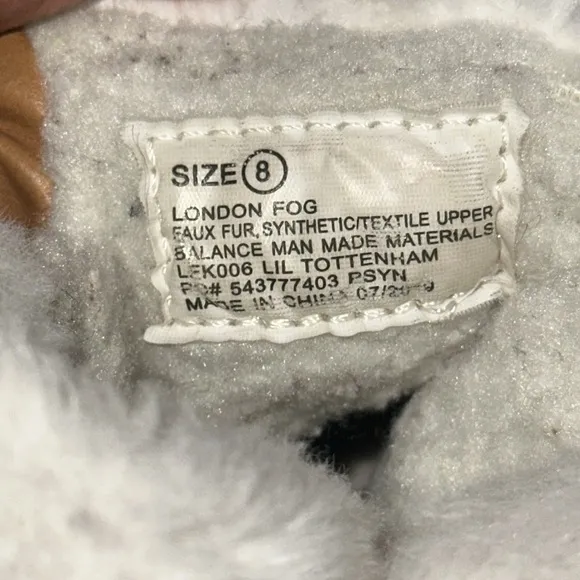 SIZE 8
LONDON FOG
FAUX FUR, SYNTHETIC/TEXTILE UPPER
BALANCE MAN MADE MATERIALS
LFK006 LIL TOTTENHAM
PO# 543777403 PSYN
MADE IN CHINA